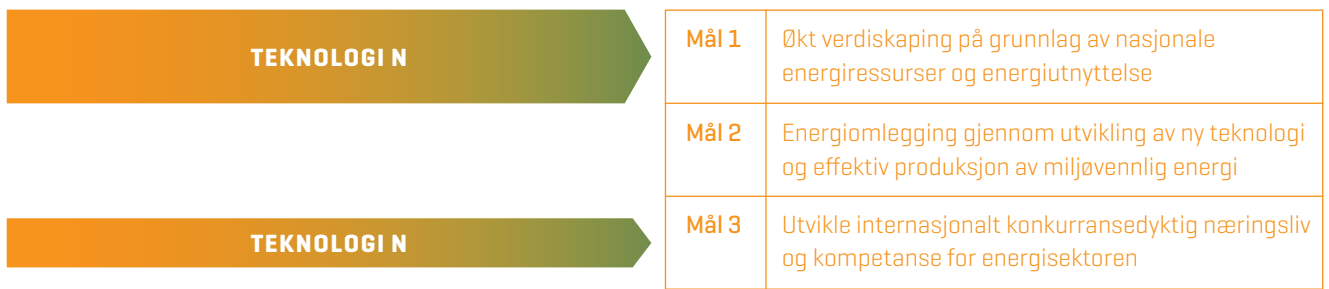 TEKNOLOGI N
Mål 1
Økt verdiskaping på grunnlag av nasjonale
energiressurser og energiutnyttelse
Mål 2
Energiomlegging gjennom utvikling av ny teknologi
og effektiv produksjon av miljøvennlig energi
TEKNOLOGI N
Mål 3
Utvikle internasjonalt konkurransedyktig næringsliv
og kompetanse for energisektoren